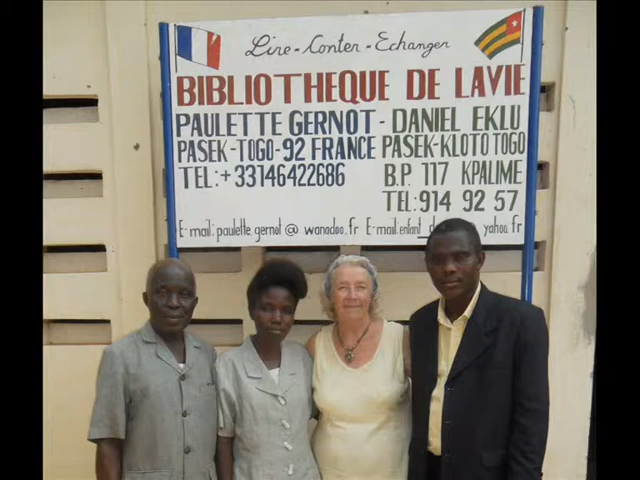 Lire-Conter-Echanger
BIBLIOTHEQUE DE LAVIE
PAULETTE GERNOT - DANIEL EKLU
PASEK-TOGO-92 FRANCE PASEK-KLOTO TOGO
TEL:+33146422686 B.P. 117 KPALIME
TEL: 914 92 57
E-mail: paulette.gernot@wanadoo.fr E-mail: enfant_ yahoo.fr